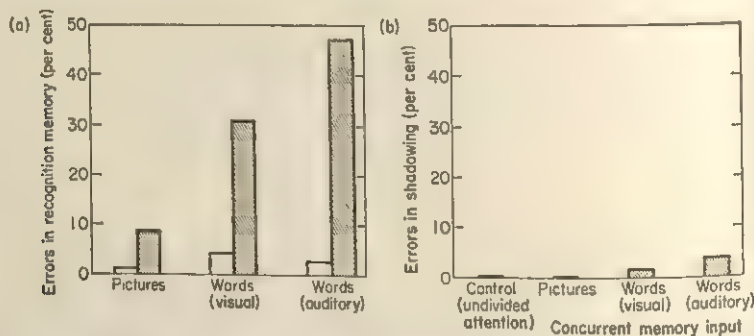 (a)
Errors in recognition memory (per cent)
50
40
30
20
10
0
Pictures
Words
(visual)
Words
(auditory)
(b)
Errors in shadowing (per cent)
50
40
30
20
10
0
Control
(undivided
attention)
Pictures
Words
(visual)
Words
(auditory)
Concurrent memory input